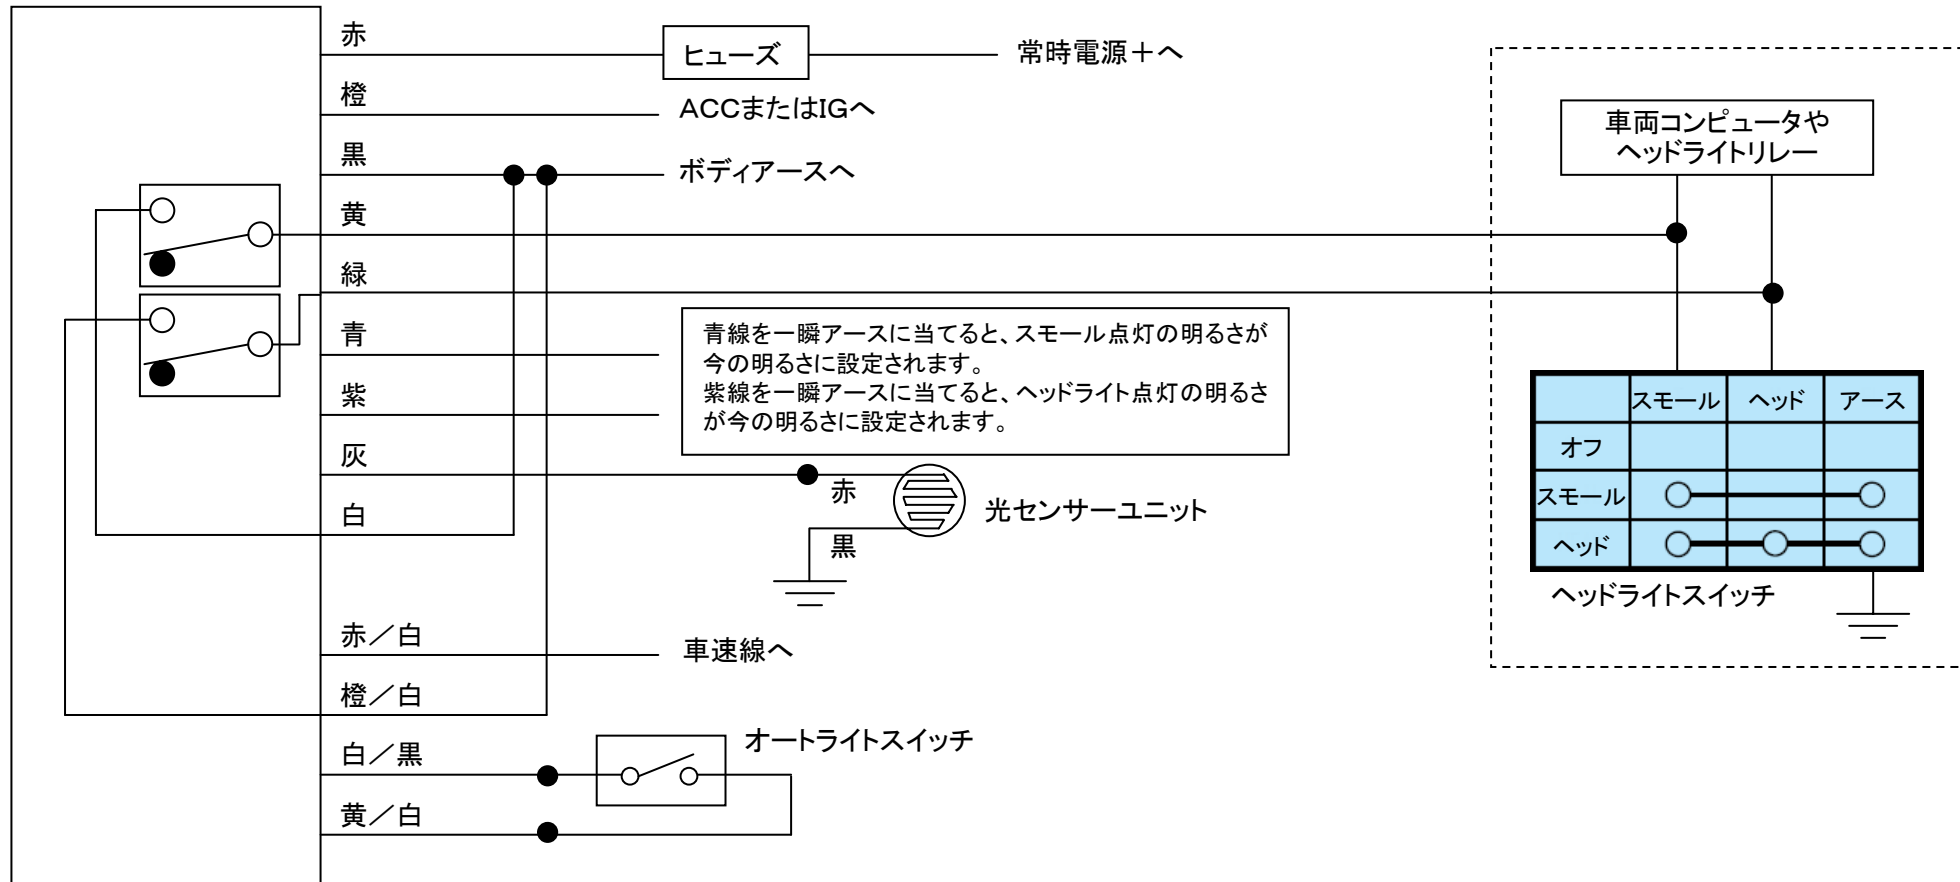 赤
ヒューズ
常時電源＋へ
橙
ACCまたはIGへ
黒
ボディアースへ
黄
緑
青
紫
青線を一瞬アースに当てると、スモール点灯の明るさが
今の明るさに設定されます。
紫線を一瞬アースに当てると、ヘッドライト点灯の明るさ
が今の明るさに設定されます。
灰
赤
黒
光センサーユニット
白
赤／白
車速線へ
橙／白
白／黒
オートライトスイッチ
黄／白
車両コンピュータや
ヘッドライトリレー
スモール ヘッド アース
オフ
スモール
ヘッド
ヘッドライトスイッチ